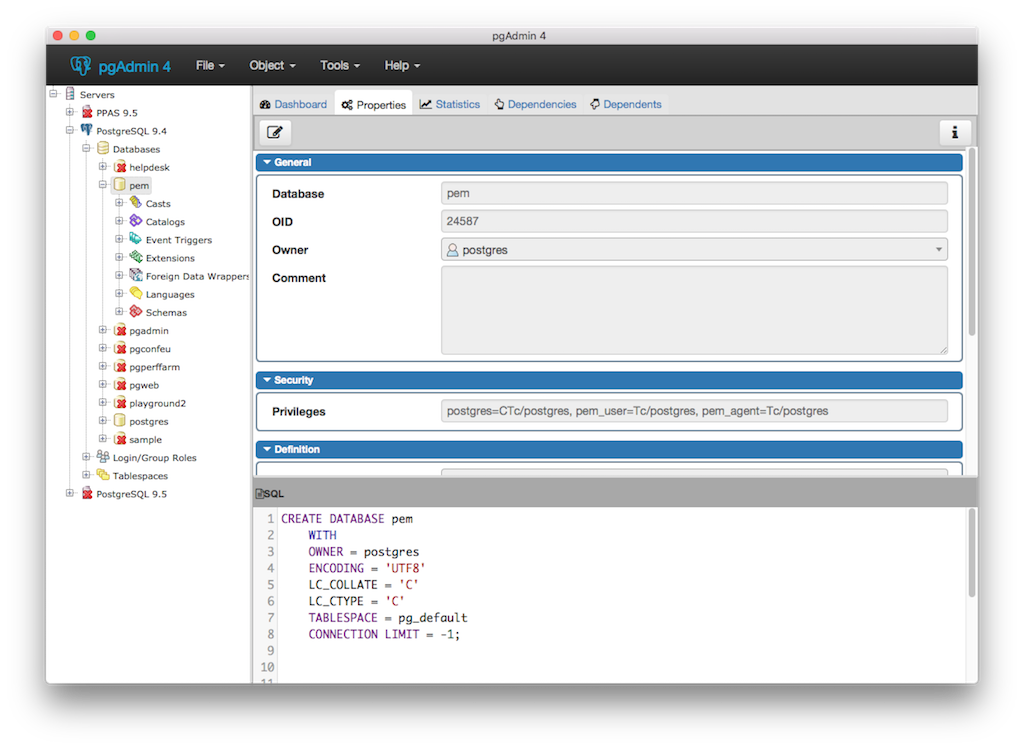 pgAdmin 4
pgAdmin 4 File Object Tools Help
Servers
PPAS 9.5
PostgreSQL 9.4
Databases
helpdesk
pem
Casts
Catalogs
Event Triggers
Extensions
Foreign Data Wrappers
Languages
Schemas
pgadmin
pgconfeu
pgperffarm
pgweb
playground2
postgres
sample
Login/Group Roles
Tablespaces
PostgreSQL 9.5
Dashboard Properties Statistics Dependencies Dependents
General
Database pem
OID 24587
Owner postgres
Comment
Security
Privileges postgres=CTc/postgres, pem_user=Tc/postgres, pem_agent=Tc/postgres
Definition
SQL
1 CREATE DATABASE pem
2 WITH
3 OWNER = postgres
4 ENCODING = 'UTF8'
5 LC_COLLATE = 'C'
6 LC_CTYPE = 'C'
7 TABLESPACE = pg_default
8 CONNECTION LIMIT = -1;
9
10
11